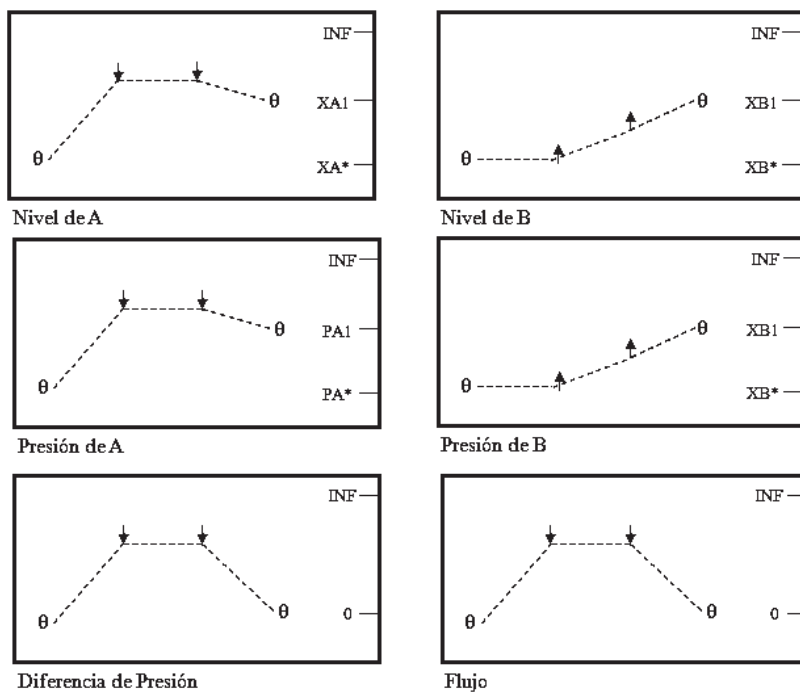 INF
XA1
XA*
θ
θ
Nivel de A
INF
XB1
XB*
θ
θ
Nivel de B
INF
PA1
PA*
θ
θ
Presión de A
INF
XB1
XB*
θ
θ
Presión de B
INF
0
θ
θ
Diferencia de Presión
INF
0
θ
θ
Flujo